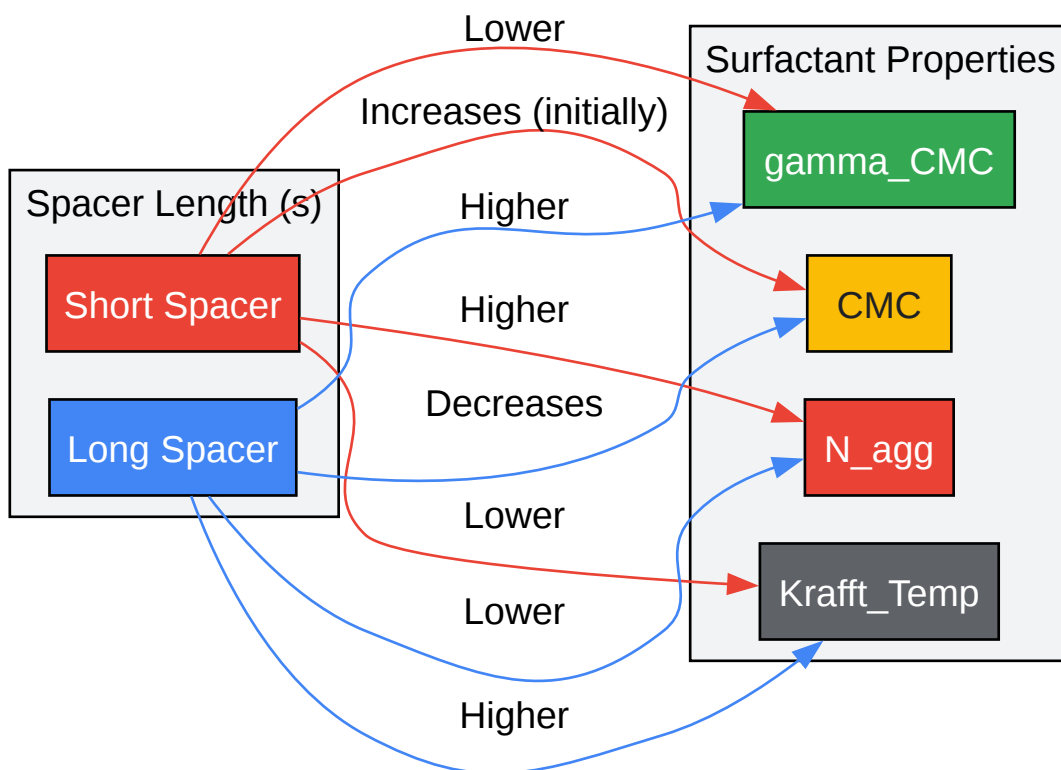 Lower
Surfactant Properties
Increases (initially)
gamma_CMC
Spacer Length (s)
Higher
Short Spacer
Higher
CMC
Decreases
Long Spacer
N_agg
Lower
Krafft_Temp
Lower
Higher